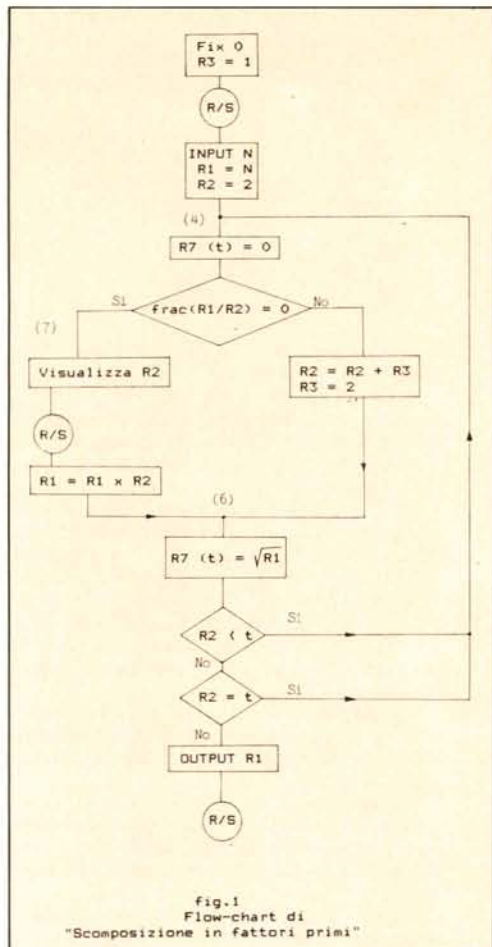 Fix 0
R3 = 1
R/S
INPUT N
R1 = N
R2 = 2
(4)
R7 (t) = 0
Si
frac(R1/R2) = 0
No
(7)
Visualizza R2
R2 = R2 + R3
R3 = 2
R/S
R1 = R1 x R2
(6)
R7 (t) = √R1
R2 < t
Si
No
R2 = t
Si
No
OUTPUT R1
R/S
fig.1
Flow-chart di
"Scomposizione in fattori primi"